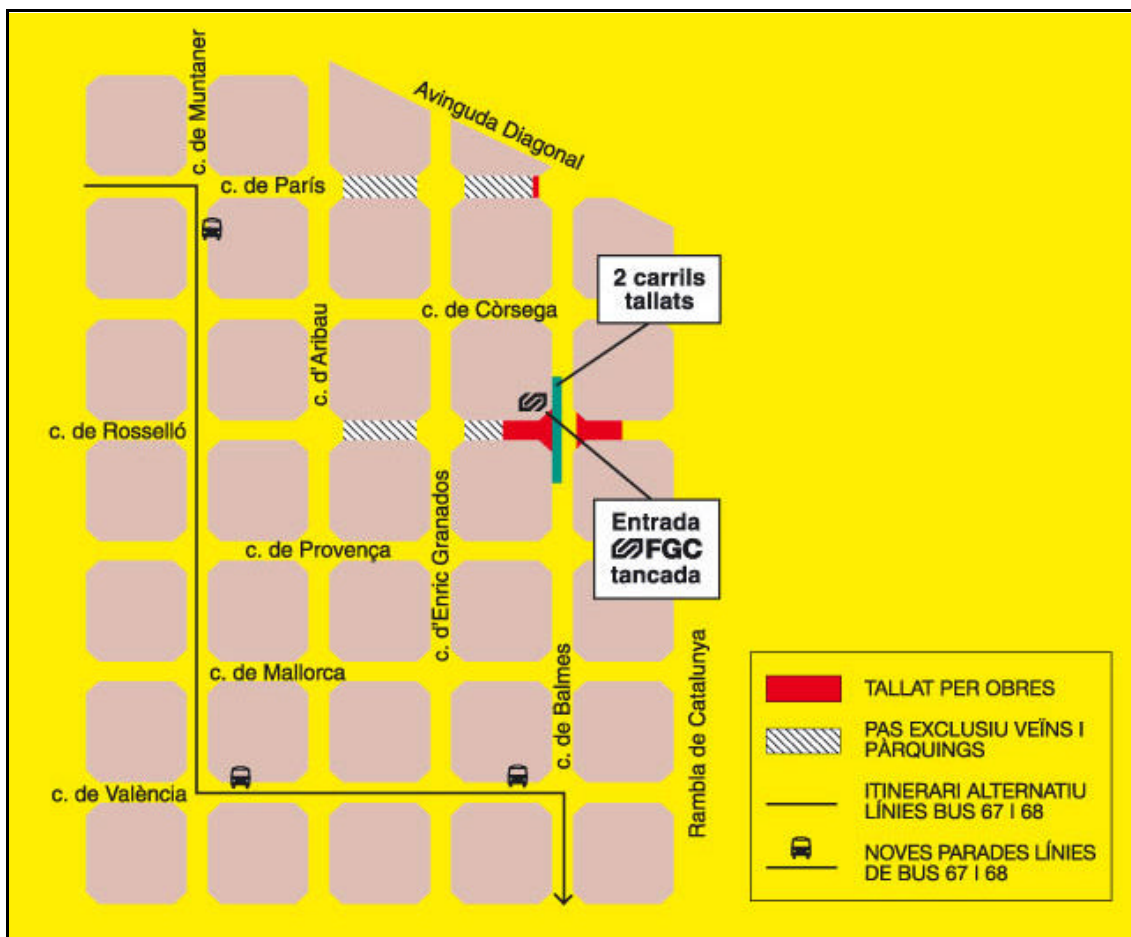 c. de Muntaner
Avinguda Diagonal
c. de París
2 carrils
tallats
c. de Còrsega
c. d'Aribau
c. de Rosselló
c. d'Enric Granados
Entrada
FGC
tancada
c. de Provença
c. de Mallorca
c. de Balmes
Rambla de Catalunya
c. de València
TALLAT PER OBRES
PAS EXCLUSIU VEÏNS I
PÀRQUINGS
ITINERARI ALTERNATIU
LÍNIES BUS 67 I 68
NOVES PARADES LÍNIES
DE BUS 67 I 68